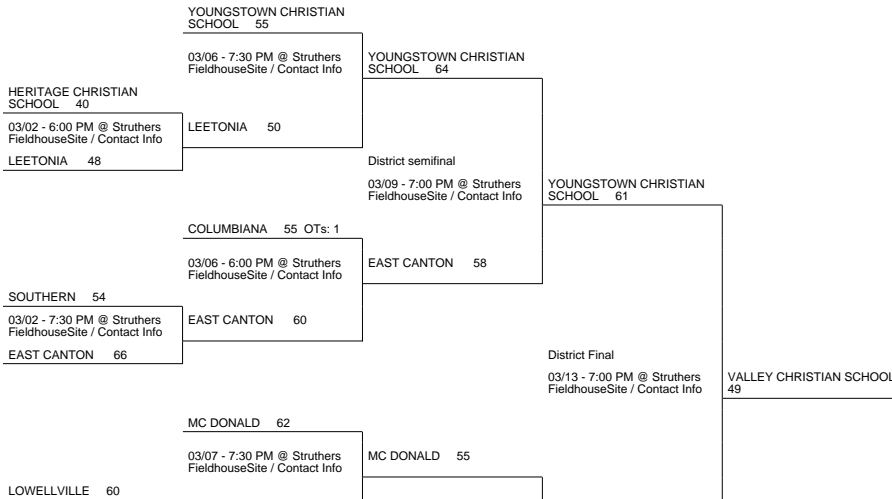 YOUNGSTOWN CHRISTIAN
SCHOOL 55
03/06 - 7:30 PM @ Struthers
FieldhouseSite / Contact Info
YOUNGSTOWN CHRISTIAN
SCHOOL 64
HERITAGE CHRISTIAN
SCHOOL 40
03/02 - 6:00 PM @ Struthers
FieldhouseSite / Contact Info
LEETONIA 50
LEETONIA 48
District semifinal
03/09 - 7:00 PM @ Struthers
FieldhouseSite / Contact Info
YOUNGSTOWN CHRISTIAN
SCHOOL 61
COLUMBIANA 55 OTs: 1
03/06 - 6:00 PM @ Struthers
FieldhouseSite / Contact Info
EAST CANTON 58
SOUTHERN 54
03/02 - 7:30 PM @ Struthers
FieldhouseSite / Contact Info
EAST CANTON 60
EAST CANTON 66
District Final
03/13 - 7:00 PM @ Struthers
FieldhouseSite / Contact Info
VALLEY CHRISTIAN SCHOOL
49
MC DONALD 62
03/07 - 7:30 PM @ Struthers
FieldhouseSite / Contact Info
MC DONALD 55
LOWELLVILLE 60